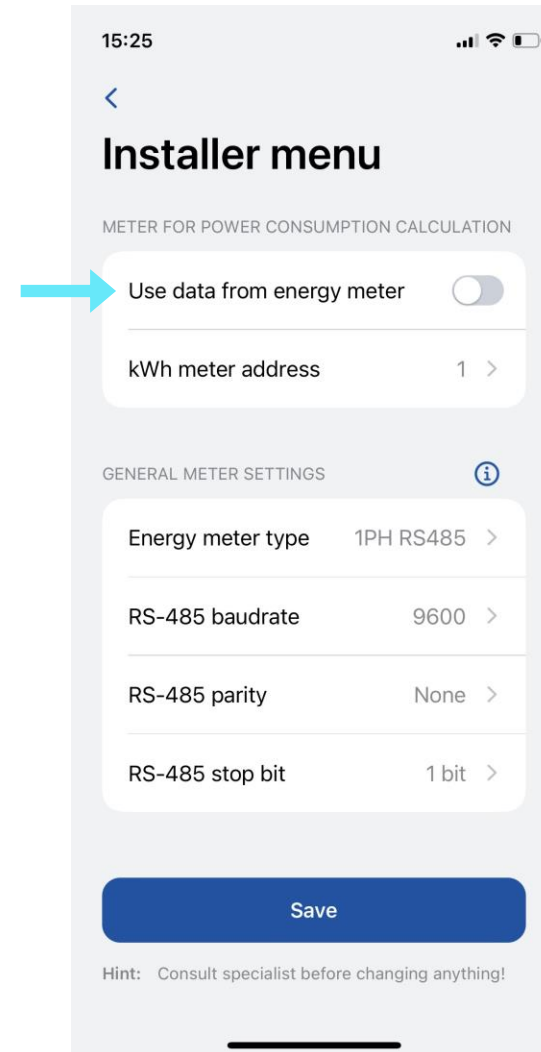 15:25
Installer menu
METER FOR POWER CONSUMPTION CALCULATION
Use data from energy meter
kWh meter address 1
GENERAL METER SETTINGS
Energy meter type 1PH RS485
RS-485 baudrate 9600
RS-485 parity None
RS-485 stop bit 1 bit
Save
Hint: Consult specialist before changing anything!